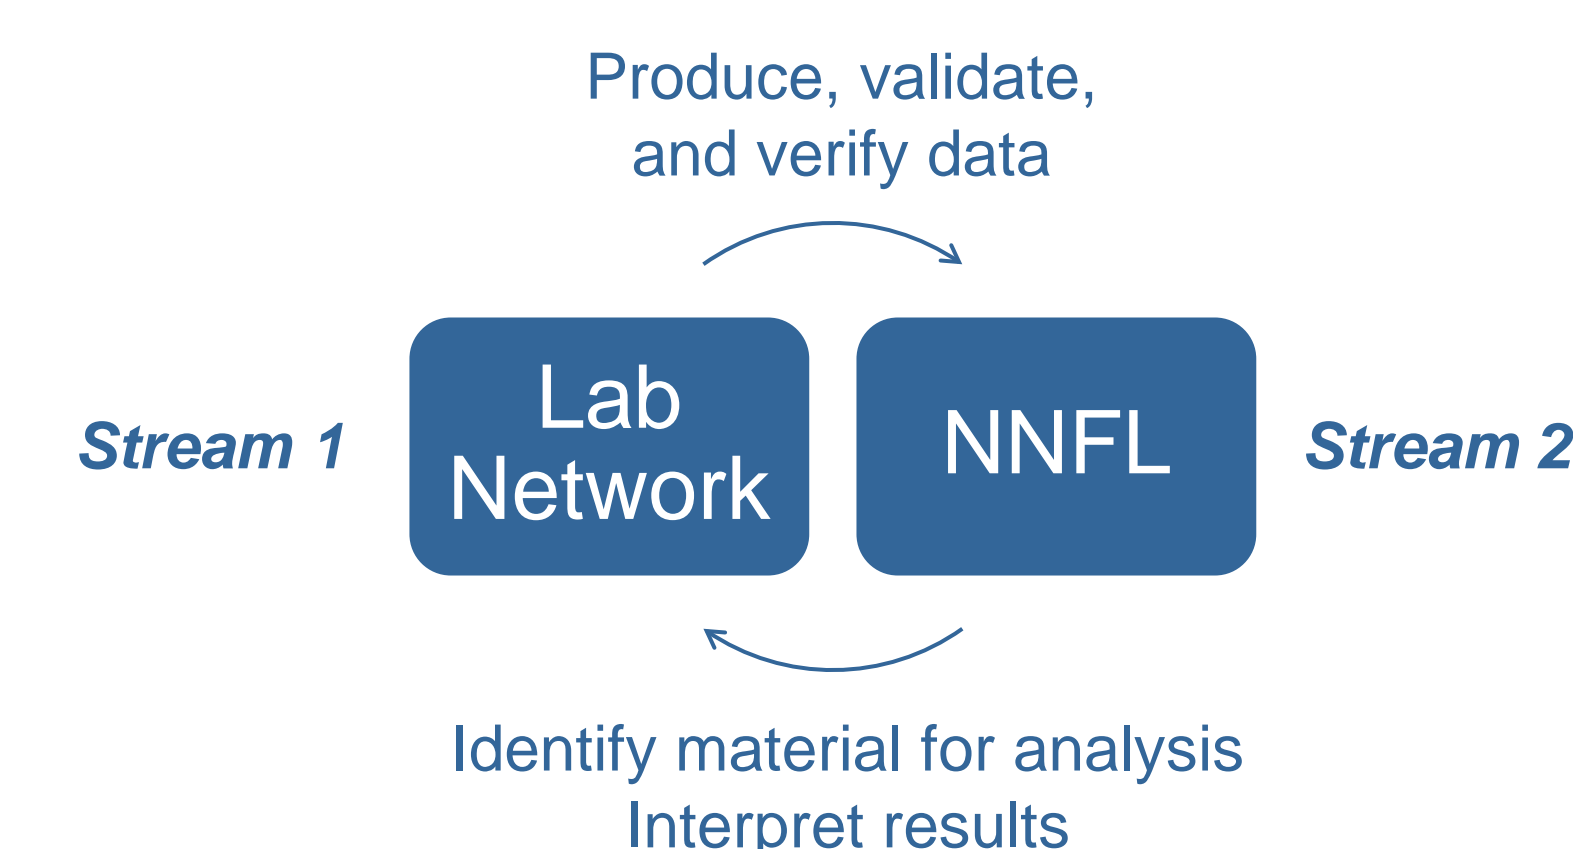 Produce, validate,
and verify data
Stream 1
Lab
Network
NNFL
Stream 2
Identify material for analysis
Interpret results